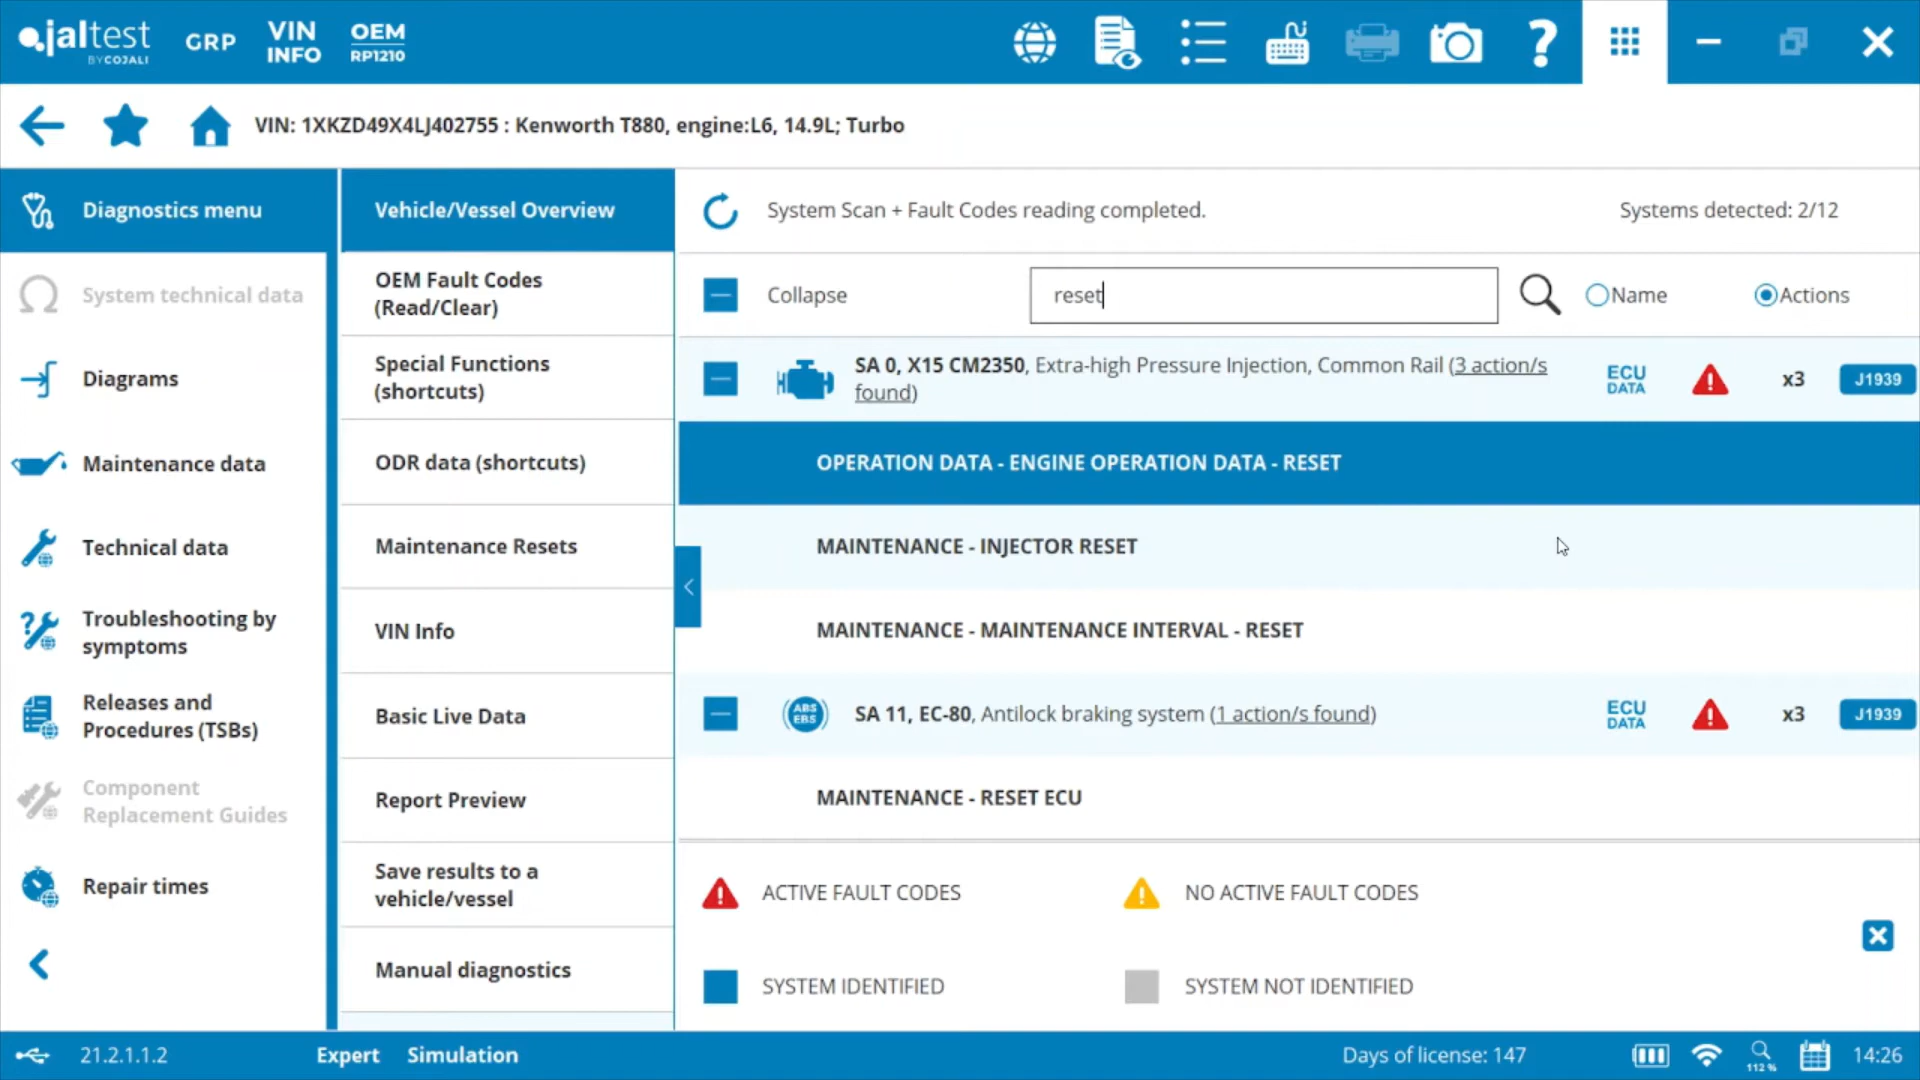 jaltest
BY COJALI
GRP
VIN
INFO
OEM
RP1210
VIN: 1XKZD49X4LJ402755 : Kenworth T880, engine:L6, 14.9L; Turbo
Diagnostics menu
System technical data
Diagrams
Maintenance data
Technical data
Troubleshooting by
symptoms
Releases and
Procedures (TSBs)
Component
Replacement Guides
Repair times
Vehicle/Vessel Overview
OEM Fault Codes
(Read/Clear)
Special Functions
(shortcuts)
ODR data (shortcuts)
Maintenance Resets
VIN Info
Basic Live Data
Report Preview
Save results to a
vehicle/vessel
Manual diagnostics
System Scan + Fault Codes reading completed.
Systems detected: 2/12
Collapse
reset
Name
Actions
SA 0, X15 CM2350, Extra-high Pressure Injection, Common Rail (3 action/s
found)
ECU
DATA
x3
J1939
OPERATION DATA - ENGINE OPERATION DATA - RESET
MAINTENANCE - INJECTOR RESET
MAINTENANCE - MAINTENANCE INTERVAL - RESET
ABS
EBS
SA 11, EC-80, Antilock braking system (1 action/s found)
ECU
DATA
x3
J1939
MAINTENANCE - RESET ECU
ACTIVE FAULT CODES
NO ACTIVE FAULT CODES
SYSTEM IDENTIFIED
SYSTEM NOT IDENTIFIED
21.2.1.1.2
Expert
Simulation
Days of license: 147
112 %
14:26